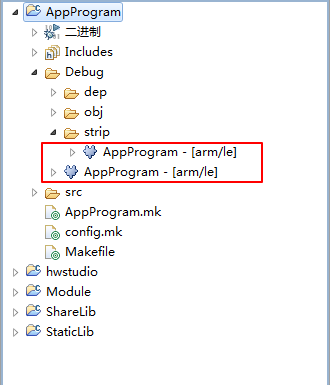 AppProgram
二进制
Includes
Debug
dep
obj
strip
AppProgram - [arm/le]
AppProgram - [arm/le]
src
AppProgram.mk
config.mk
Makefile
hwstudio
Module
ShareLib
StaticLib